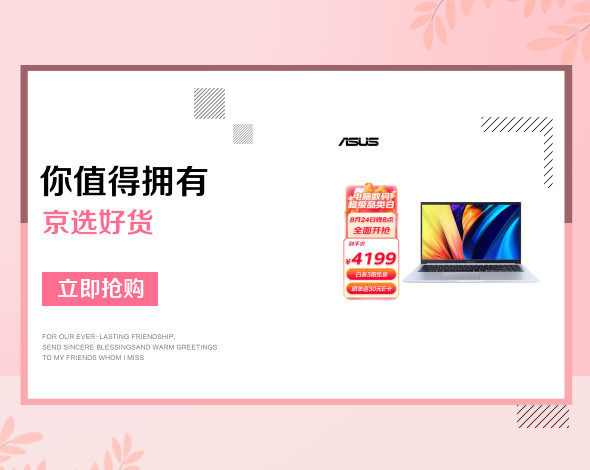 ASUS
你值得拥有
京选好货
立即抢购
FOR OUR EVER-LASTING FRIENDSHIP,
SEND SINCERE BLESSINGSAND WARM GREETINGS
TO MY FRIENDS WHOM I MISS
电脑数码
超级品类日
8月24日晚8点
全面开抢
到手价
¥4199
白条3期免息
晒单返30元E卡